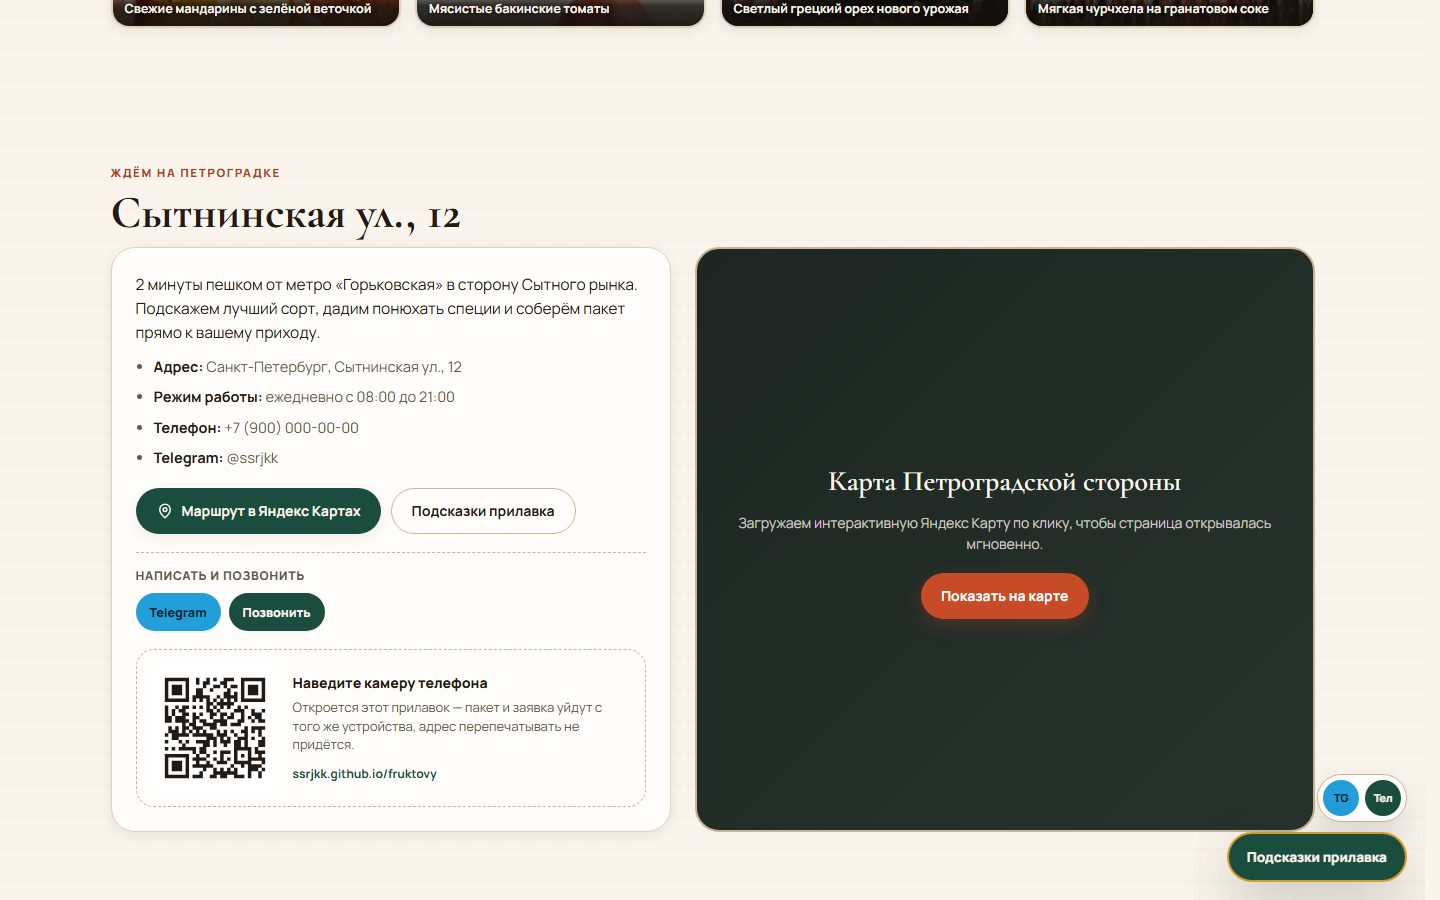 Свежие мандарины с зелёной веточкой
Мясистые бакинские томаты
Светлый грецкий орех нового урожая
Мягкая чурчхела на гранатовом соке
ЖДЁМ НА ПЕТРОГРАДКЕ
Сытнинская ул., 12
2 минуты пешком от метро «Горьковская» в сторону Сытного рынка.
Подскажем лучший сорт, дадим понюхать специи и соберём пакет
прямо к вашему приходу.
Адрес: Санкт-Петербург, Сытнинская ул., 12
Режим работы: ежедневно с 08:00 до 21:00
Телефон: +7 (900) 000-00-00
Telegram: @ssrjkk
Маршрут в Яндекс Картах
Подсказки прилавка
НАПИСАТЬ И ПОЗВОНИТЬ
Telegram
Позвонить
Наведите камеру телефона
Откроется этот прилавок — пакет и заявка уйдут с
того же устройства, адрес перепечатывать не
придётся.
ssrjkk.github.io/fruktovy
Карта Петроградской стороны
Загружаем интерактивную Яндекс Карту по клику, чтобы страница открывалась
мгновенно.
Показать на карте
TG
Тел
Подсказки прилавка